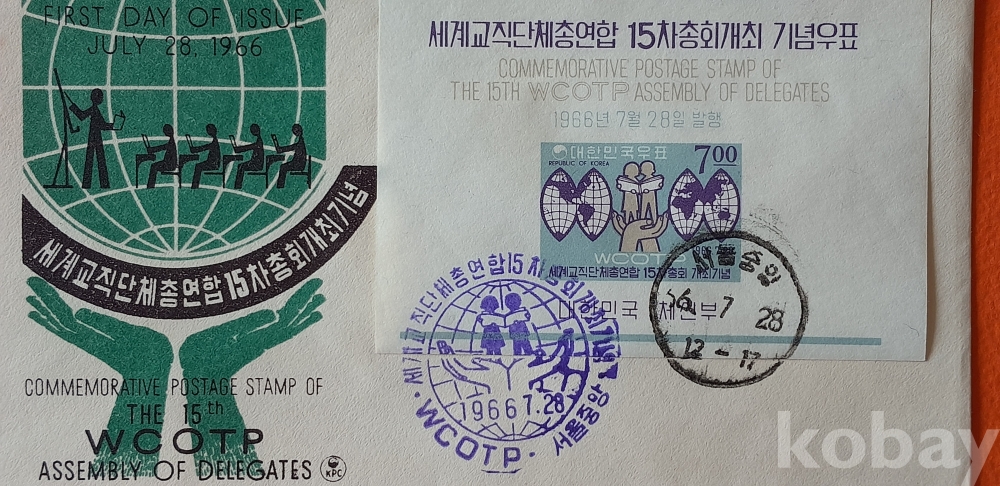 FIRST DAY OF ISSUE
JULY 28, 1966
세계교직단체총연합 15차총회개최기념
COMMEMORATIVE POSTAGE STAMP OF
THE 15th
WCOTP
ASSEMBLY OF DELEGATES
KPC
세계교직단체총연합 15차총회개최 기념우표
COMMEMORATIVE POSTAGE STAMP OF
THE 15TH WCOTP ASSEMBLY OF DELEGATES
1966년 7월 28일 발행
대한민국우표
REPUBLIC OF KOREA
7.00
1966.7.
WCOTP
세계교직단체총연합 15차 총회 개최기념
대한민국 체신부
세계교직단체총연합15차총회개최기념
1966.7.28
WCOTP
서울중앙
서울중앙
7
28
12-17
kobay